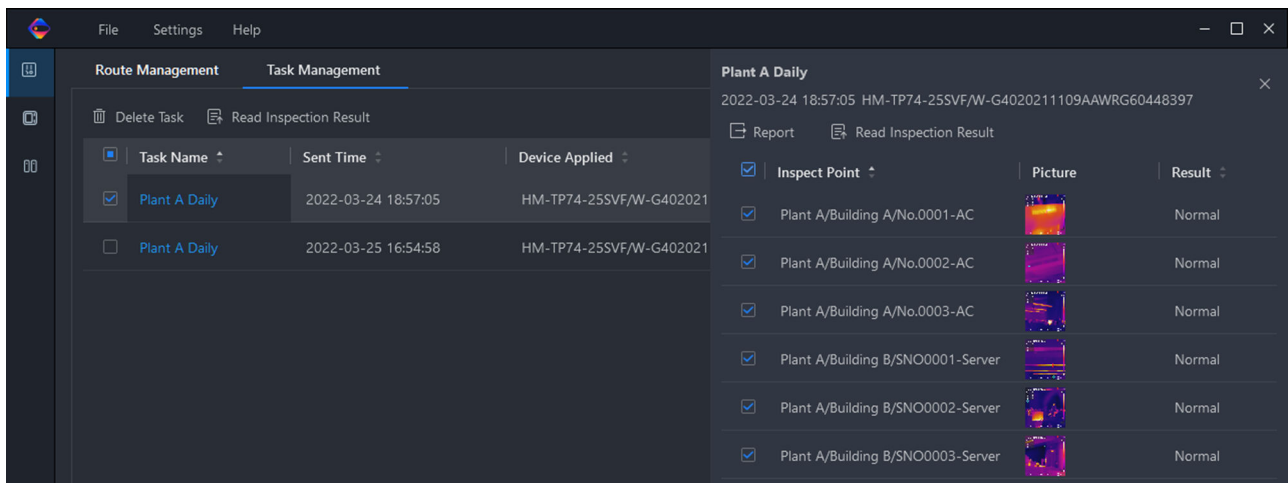 File Settings Help
Route Management Task Management
Delete Task Read Inspection Result
Task Name Sent Time Device Applied
Plant A Daily 2022-03-24 18:57:05 HM-TP74-25SVF/W-G402021
Plant A Daily 2022-03-25 16:54:58 HM-TP74-25SVF/W-G402021
Plant A Daily
2022-03-24 18:57:05 HM-TP74-25SVF/W-G4020211109AAWRG60448397
Report Read Inspection Result
Inspect Point Picture Result
Plant A/Building A/No.0001-AC Normal
Plant A/Building A/No.0002-AC Normal
Plant A/Building A/No.0003-AC Normal
Plant A/Building B/SNO0001-Server Normal
Plant A/Building B/SNO0002-Server Normal
Plant A/Building B/SNO0003-Server Normal